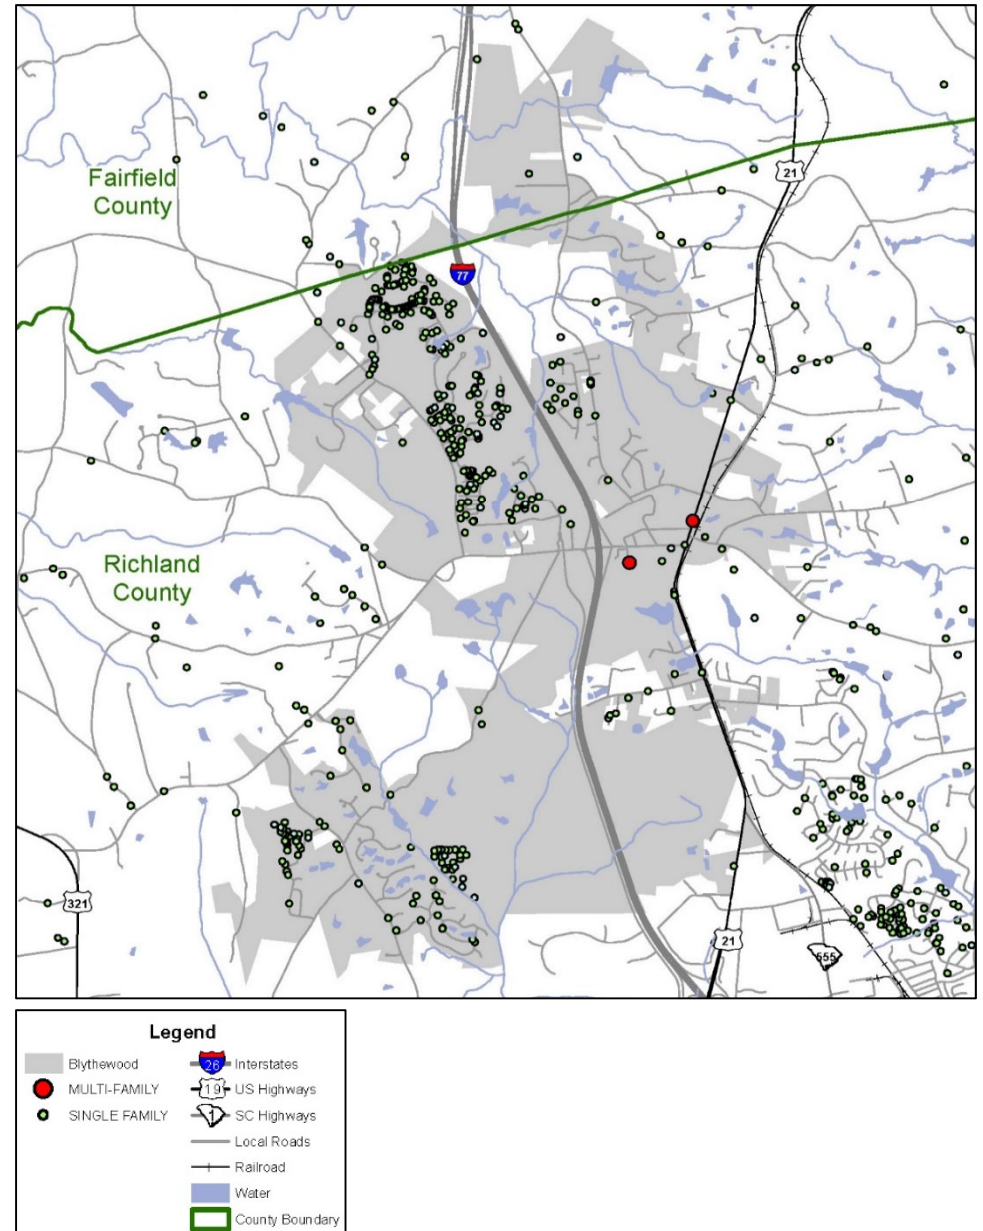 21
Fairfield
County
77
Richland
County
321
21
555
Legend
Blythewood
MULTI-FAMILY
SINGLE FAMILY
26 Interstates
19 US Highways
1 SC Highways
Local Roads
Railroad
Water
County Boundary